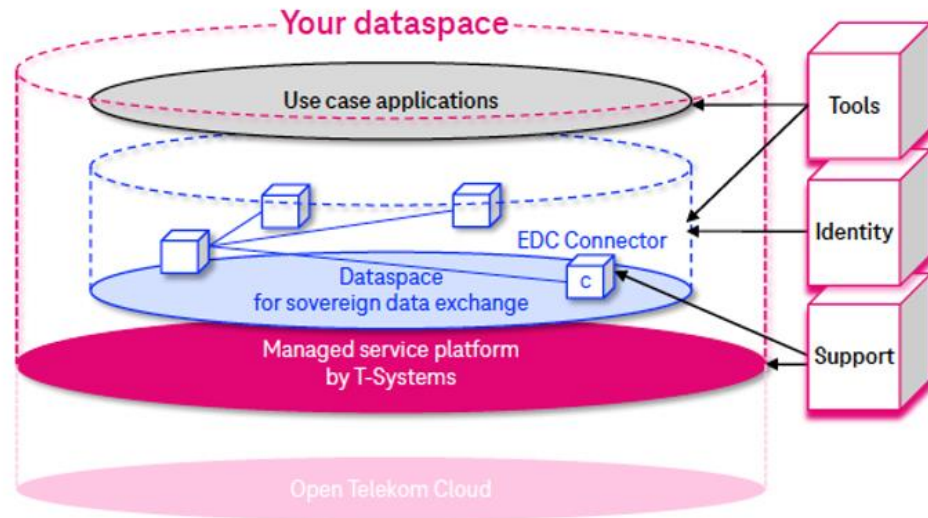 Your dataspace
Use case applications
Tools
Identity
EDC Connector
C
Dataspace
for sovereign data exchange
Support
Managed service platform
by T-Systems
Open Telekom Cloud